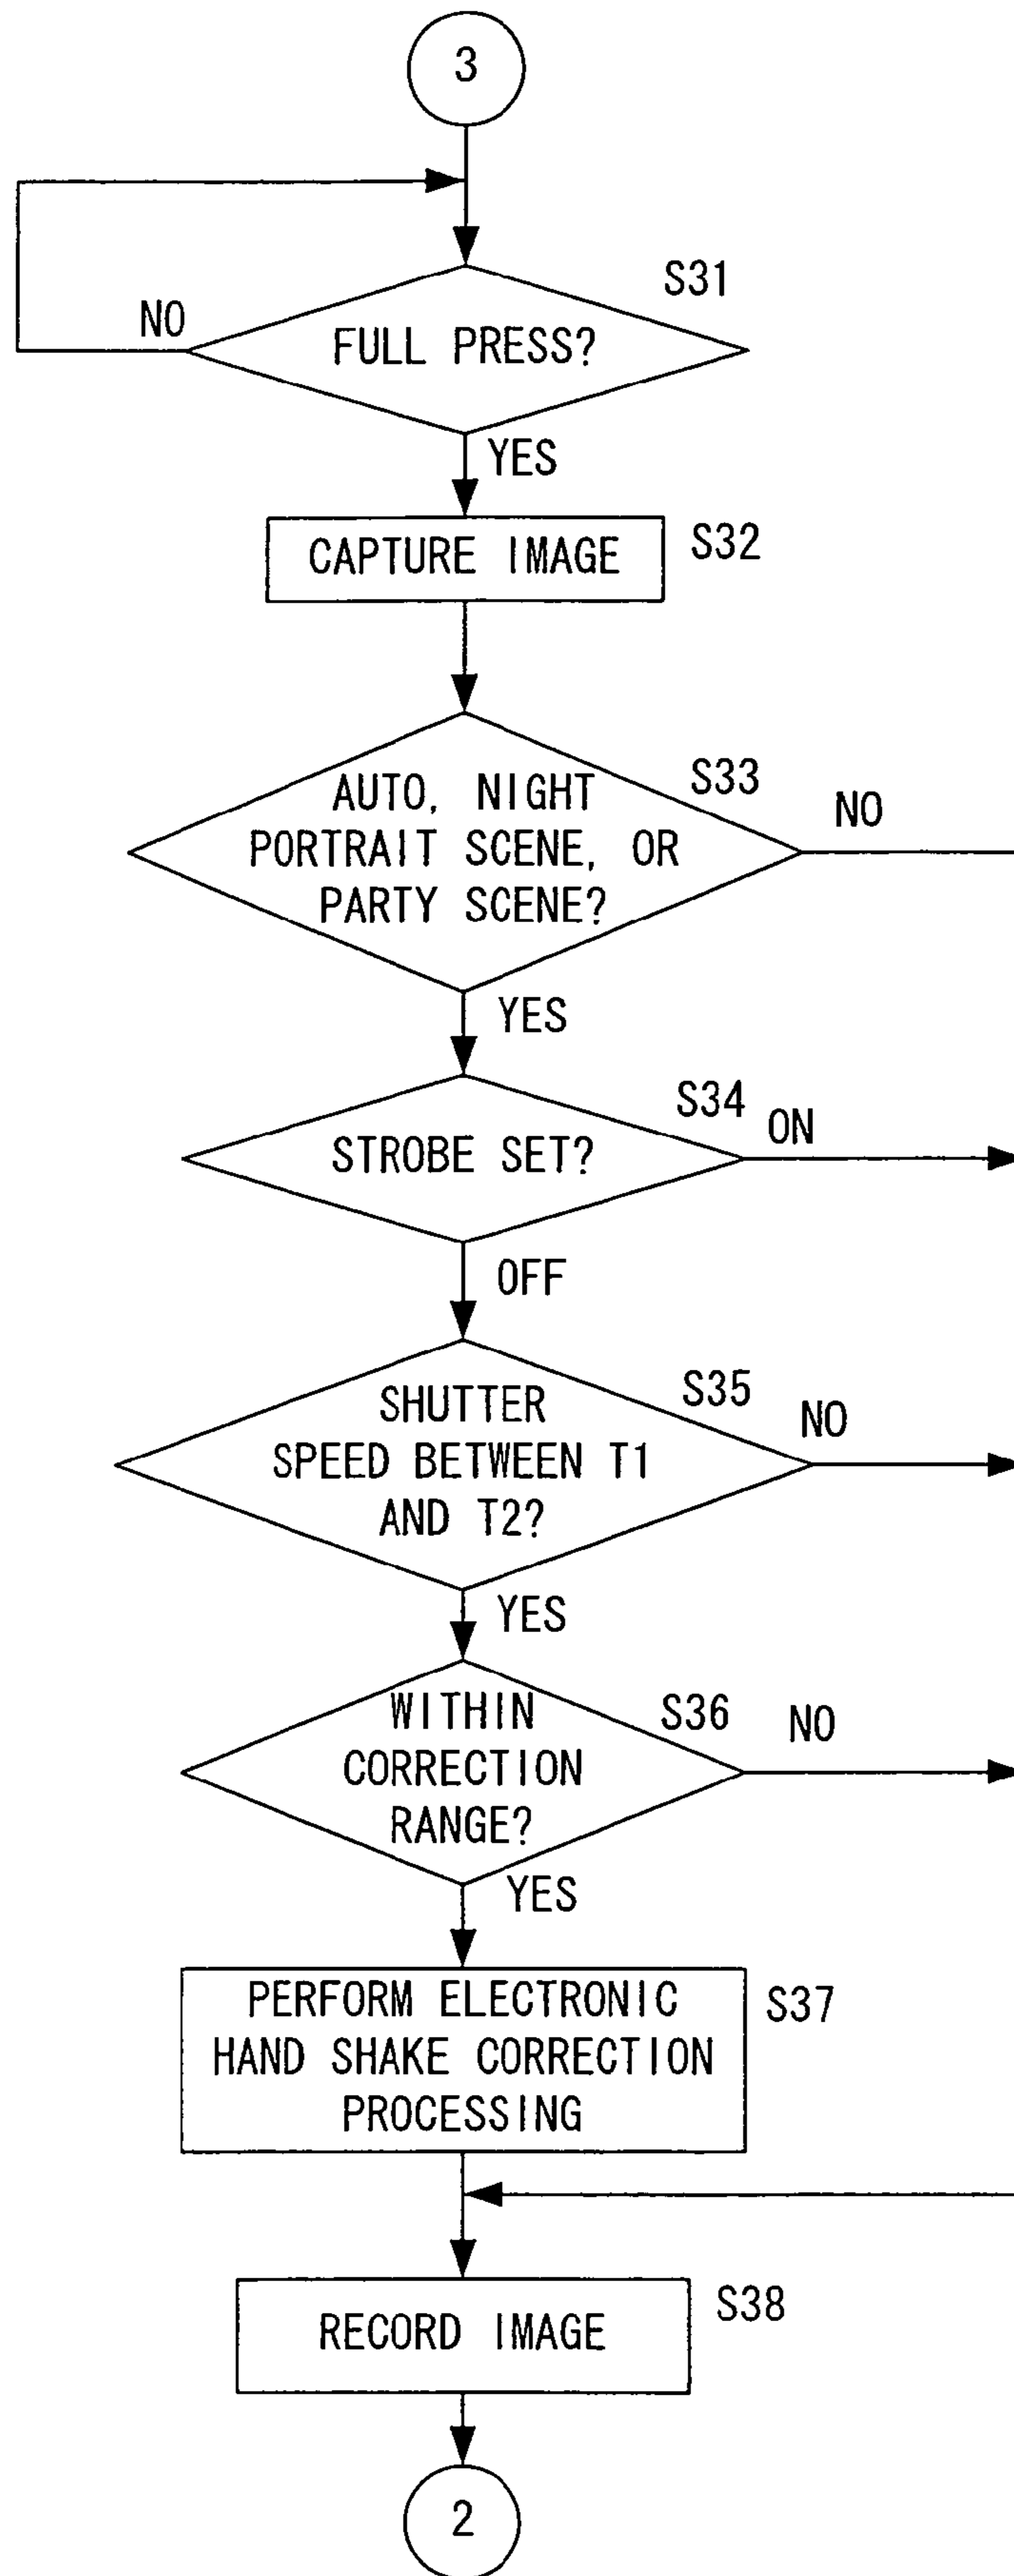 3
S31
NO
FULL PRESS?
YES
CAPTURE IMAGE
S32
S33
NO
AUTO, NIGHT
PORTRAIT SCENE, OR
PARTY SCENE?
YES
S34
ON
STROBE SET?
OFF
S35
NO
SHUTTER
SPEED BETWEEN T1
AND T2?
YES
S36
NO
WITHIN
CORRECTION
RANGE?
YES
PERFORM ELECTRONIC
HAND SHAKE CORRECTION
PROCESSING
S37
S38
RECORD IMAGE
2